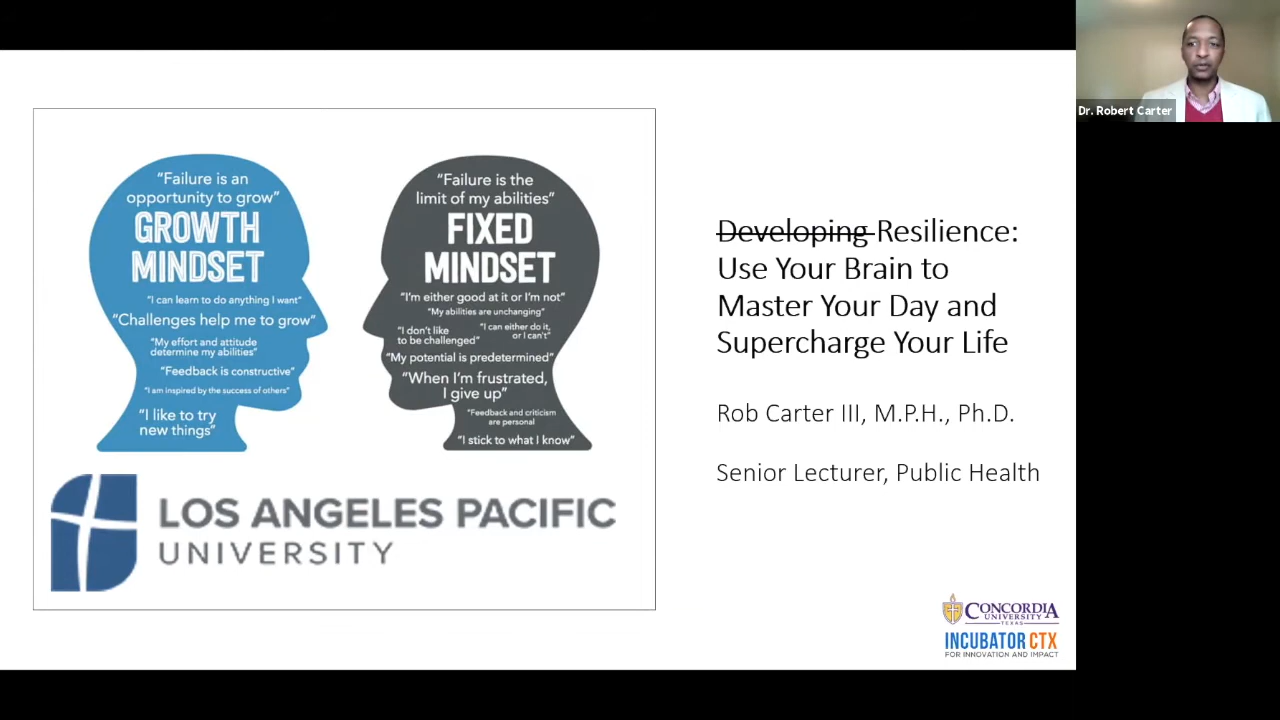 "Failure is an
opportunity to grow"
GROWTH
MINDSET
"I can learn to do anything I want"
"Challenges help me to grow"
"My effort and attitude
determine my abilities"
"Feedback is constructive"
"I am inspired by the success of others"
"I like to try
new things"
"Failure is the
limit of my abilities"
FIXED
MINDSET
"I'm either good at it or I'm not"
"My abilities are unchanging"
"I don't like
to be challenged"
"I can either do it,
or I can't"
"My potential is predetermined"
"When I'm frustrated,
I give up"
"Feedback and criticism
are personal
"I stick to what I know"
LOS ANGELES PACIFIC
UNIVERSITY
Developing Resilience:
Use Your Brain to
Master Your Day and
Supercharge Your Life
Rob Carter III, M.P.H., Ph.D.
Senior Lecturer, Public Health
CONCORDIA
UNIVERSITY
TEXAS
INCUBATOR CTX
FOR INNOVATION AND IMPACT
Dr. Robert Carter